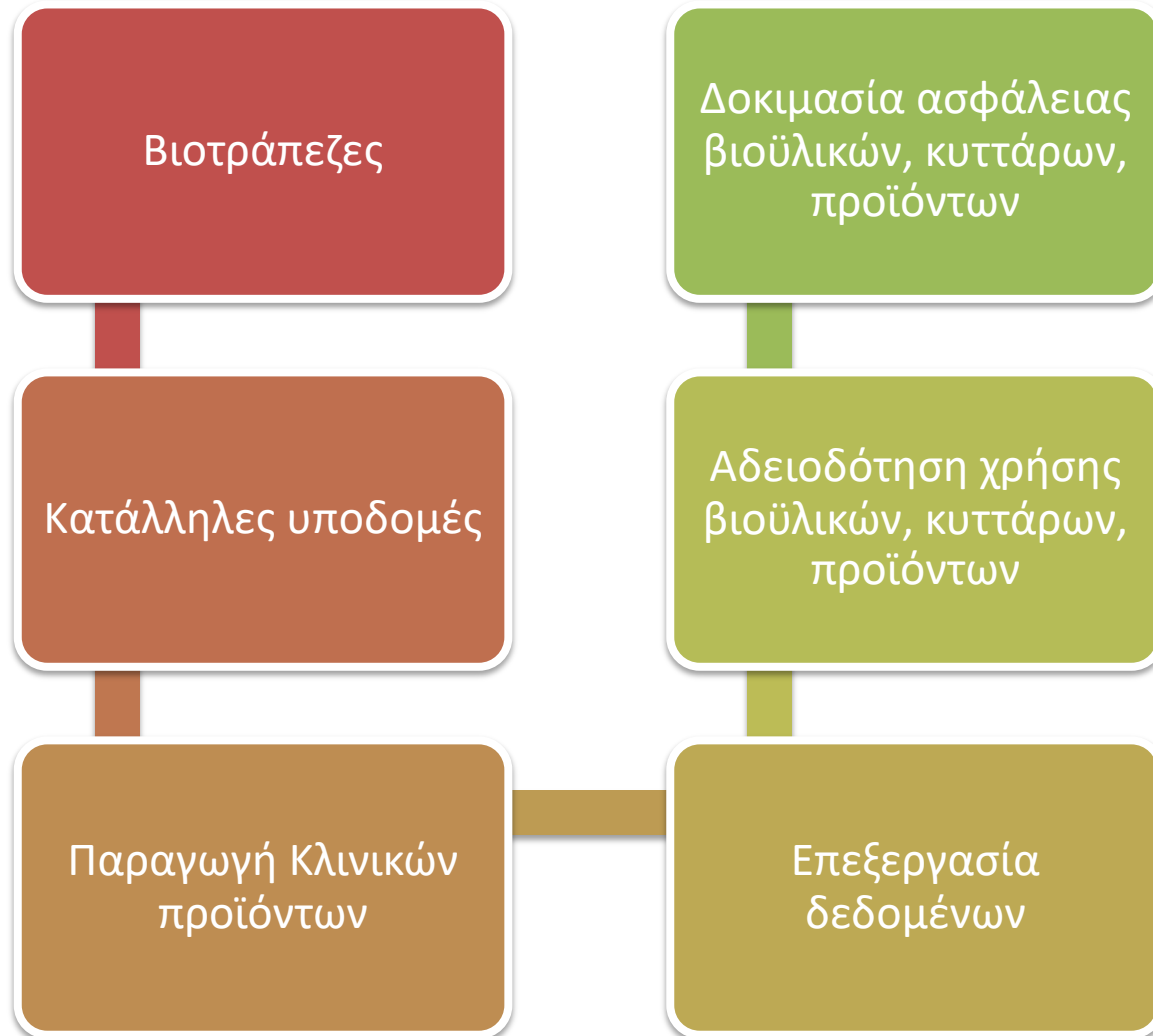 Βιοτράπεζες
Κατάλληλες υποδομές
Παραγωγή Κλινικών
προϊόντων
Επεξεργασία
δεδομένων
Αδειοδότηση χρήσης
βιοϋλικών, κυττάρων,
προϊόντων
Δοκιμασία ασφάλειας
βιοϋλικών, κυττάρων,
προϊόντων